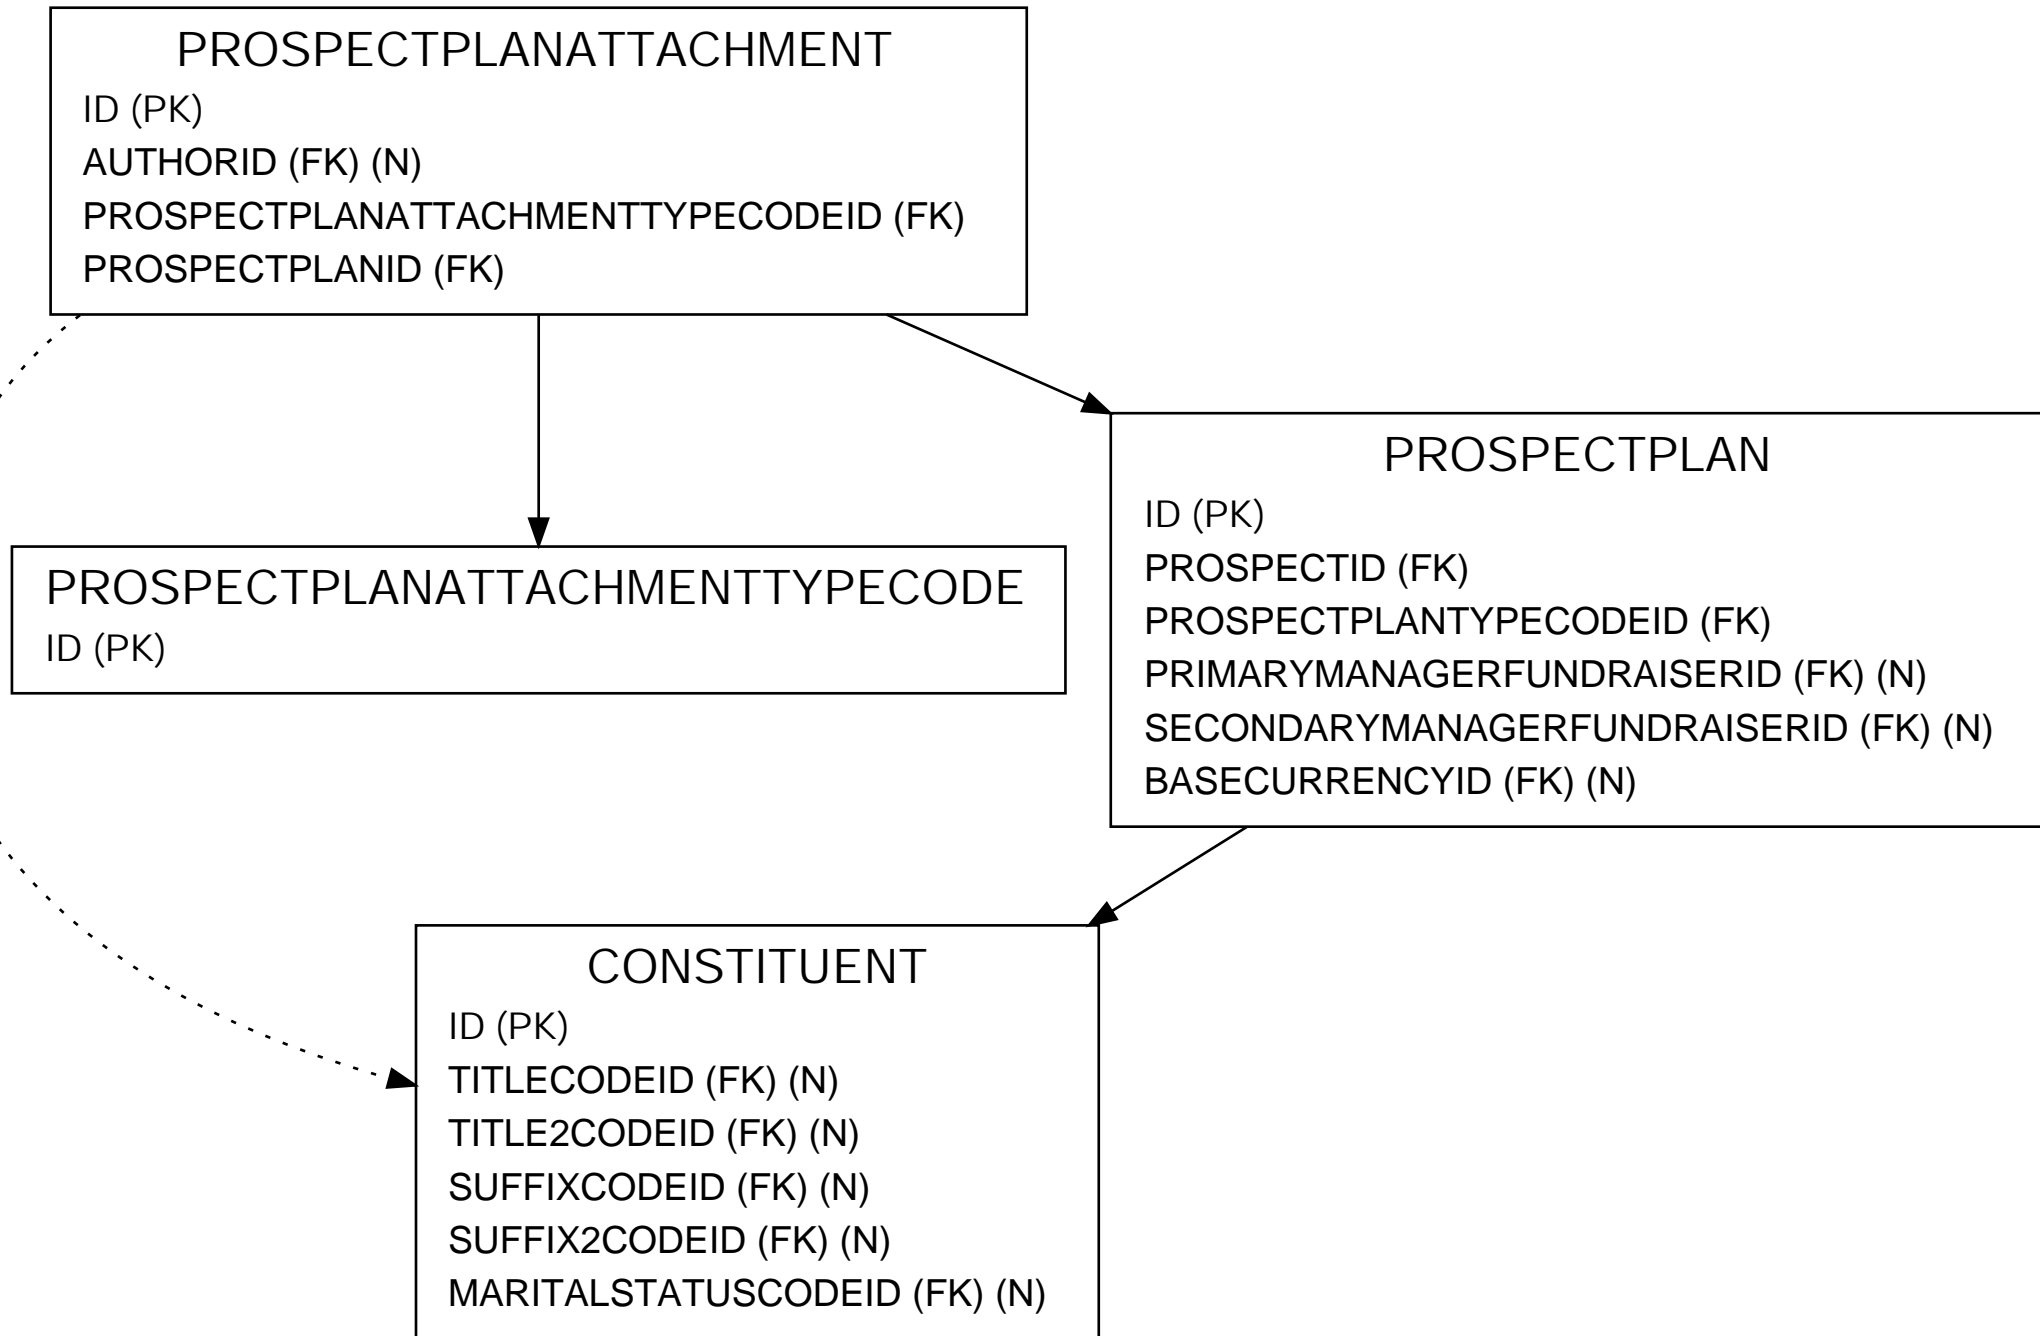 PROSPECTPLANATTACHMENT
ID (PK)
AUTHORID (FK) (N)
PROSPECTPLANATTACHMENTTYPECODEID (FK)
PROSPECTPLANID (FK)
PROSPECTPLAN
ID (PK)
PROSPECTID (FK)
PROSPECTPLANTYPECODEID (FK)
PRIMARYMANAGERFUNDRAISERID (FK) (N)
SECONDARYMANAGERFUNDRAISERID (FK) (N)
BASECURRENCYID (FK) (N)
PROSPECTPLANATTACHMENTTYPECODE
ID (PK)
CONSTITUENT
ID (PK)
TITLECODEID (FK) (N)
TITLE2CODEID (FK) (N)
SUFFIXCODEID (FK) (N)
SUFFIX2CODEID (FK) (N)
MARITALSTATUSCODEID (FK) (N)